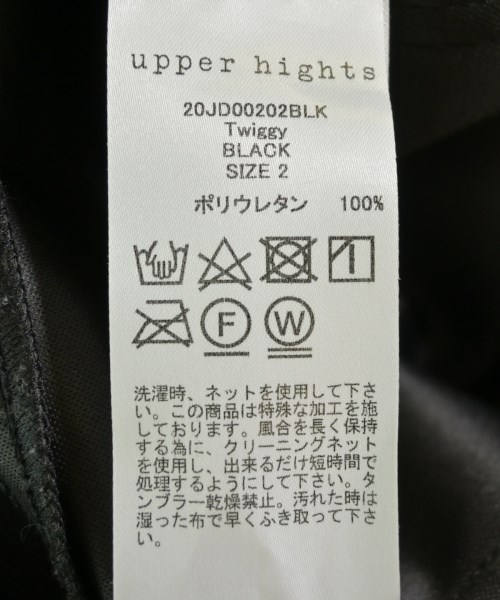 upper hights
20JD00202BLK
Twiggy
BLACK
SIZE 2
ポリウレタン 100%
F W
洗濯時、ネットを使用して下さ
い。この商品は特殊な加工を施
しております。風合を長く保持
する為に、クリーニングネット
を使用し、出来るだけ短時間で
処理するようにして下さい。タ
ンブラー乾燥禁止。汚れた時は
湿った布で早くふき取って下さ
い。